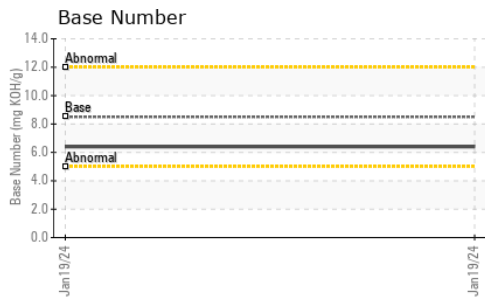 Base Number
Base Number (mg KOH/g)
14.0
12.0
10.0
8.0
6.0
4.0
2.0
0.0
Abnormal
Base
Abnormal
Jan19/24
Jan19/24